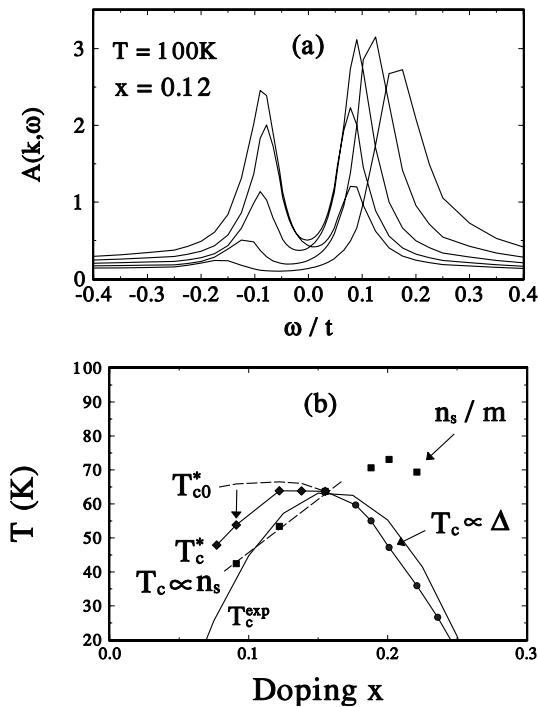 (a)
T = 100K
x = 0.12
A(k,ω)
3
2
1
0
-0.4 -0.3 -0.2 -0.1 0.0 0.1 0.2 0.3 0.4
ω / t
(b)
T (K)
100
90
80
70
60
50
40
30
20
n_s / m
T*_c0
T*_c
T_c ∝ Δ
T_c ∝ n_s
T_c^exp
0.0 0.1 0.2 0.3
Doping x